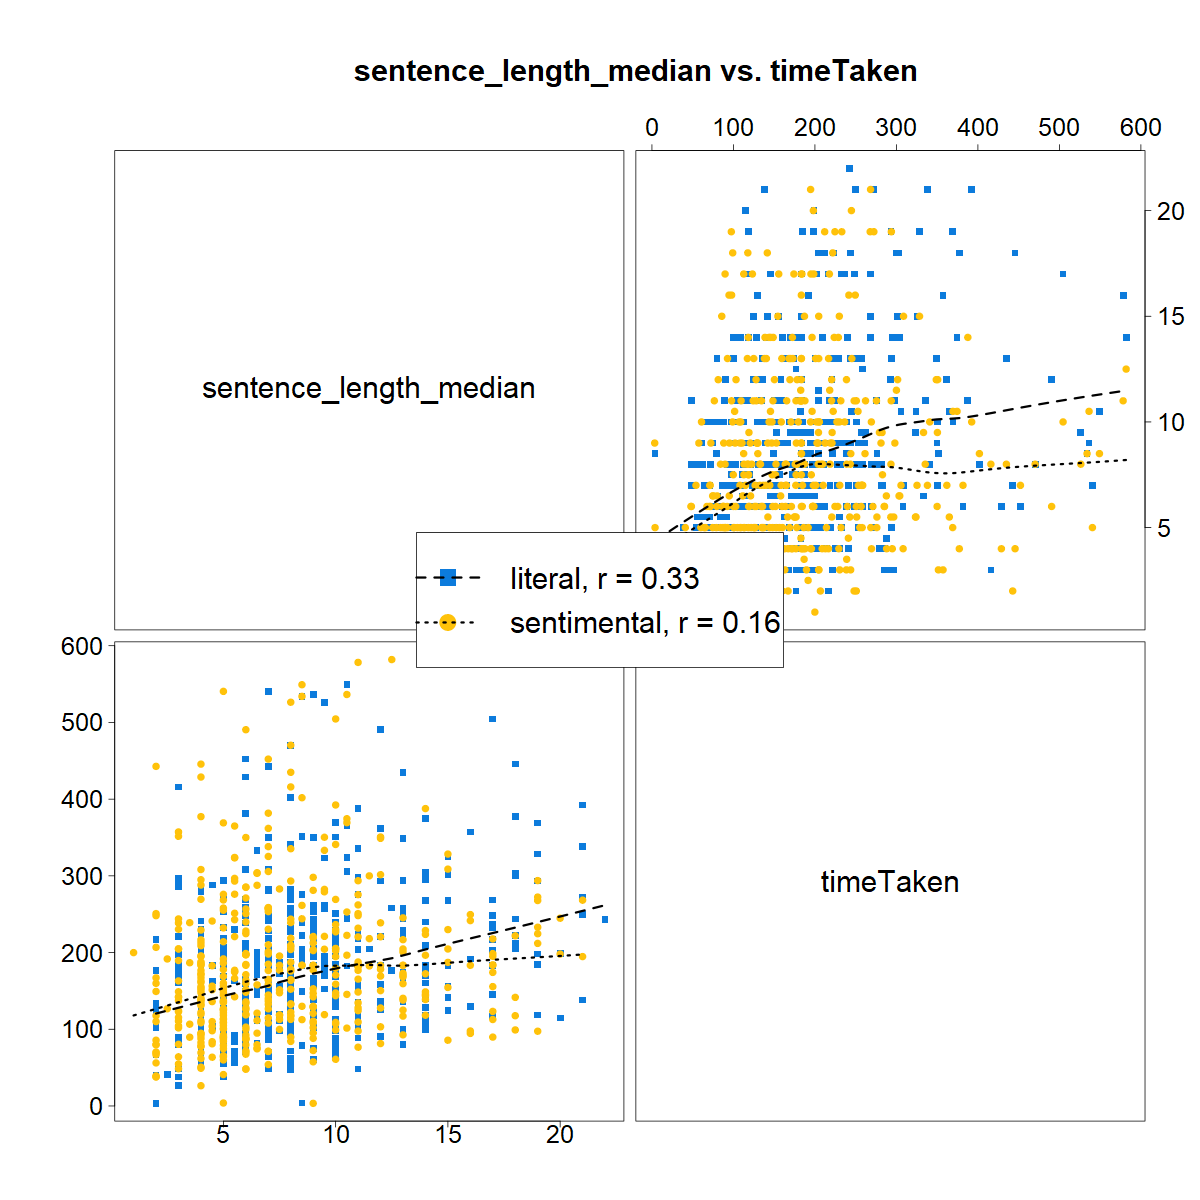 sentence_length_median vs. timeTaken
0 100 200 300 400 500 600
sentence_length_median
20
15
10
5
literal, r = 0.33
sentimental, r = 0.16
600
500
400
300
200
100
0
timeTaken
5 10 15 20